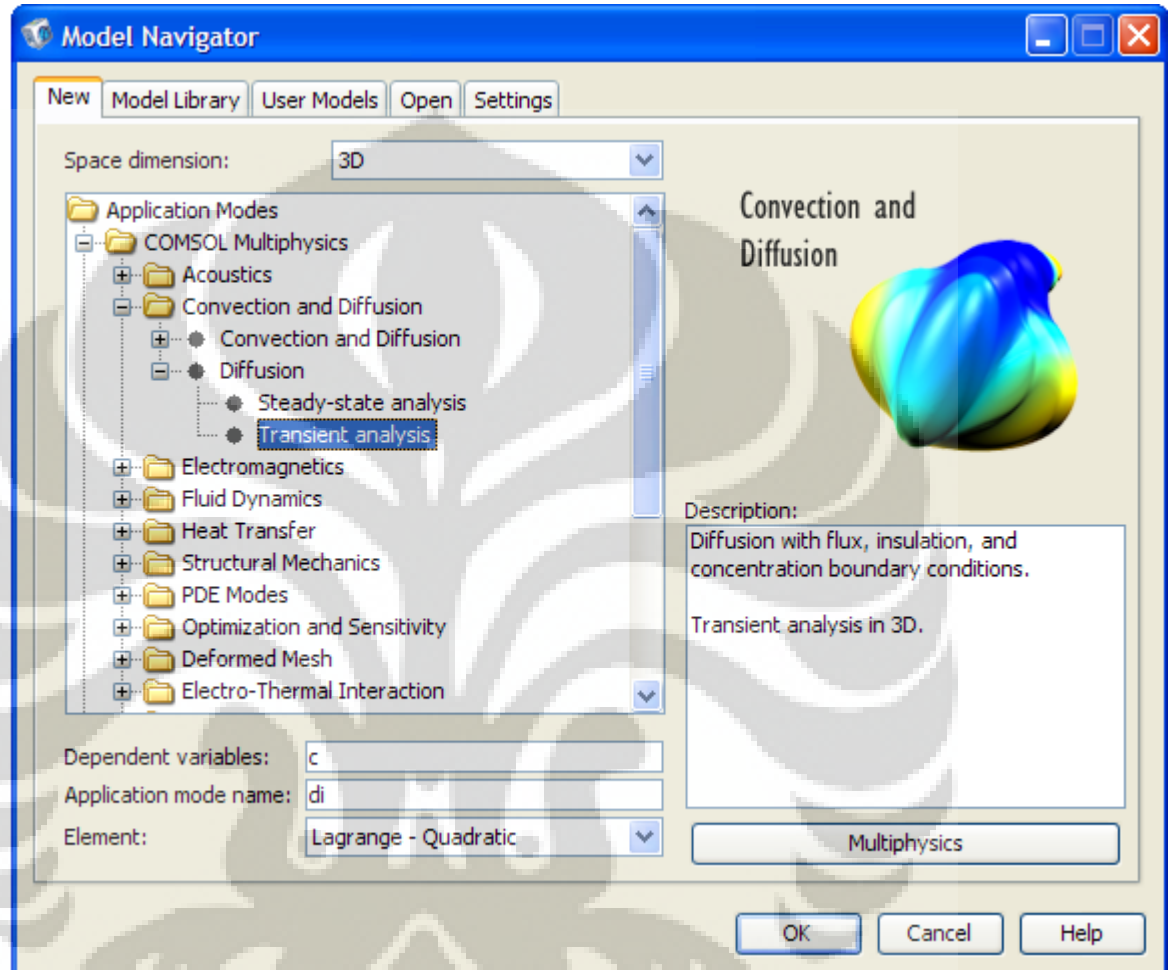 Model Navigator
New Model Library User Models Open Settings
Space dimension: 3D
Application Modes
COMSOL Multiphysics
Acoustics
Convection and Diffusion
Convection and Diffusion
Diffusion
Steady-state analysis
Transient analysis
Electromagnetics
Fluid Dynamics
Heat Transfer
Structural Mechanics
PDE Modes
Optimization and Sensitivity
Deformed Mesh
Electro-Thermal Interaction
Dependent variables: c
Application mode name: di
Element: Lagrange - Quadratic
Convection and
Diffusion
Description:
Diffusion with flux, insulation, and
concentration boundary conditions.
Transient analysis in 3D.
Multiphysics
OK Cancel Help